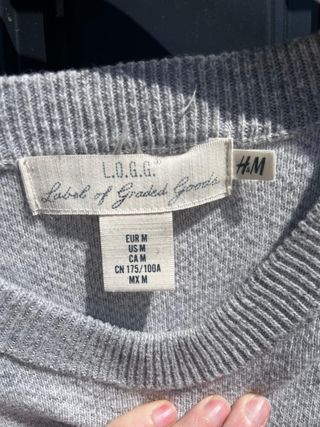 L.O.G.G.®
Label of Graded Goods
H&M
EUR M
US M
CA M
CN 175/100A
MX M